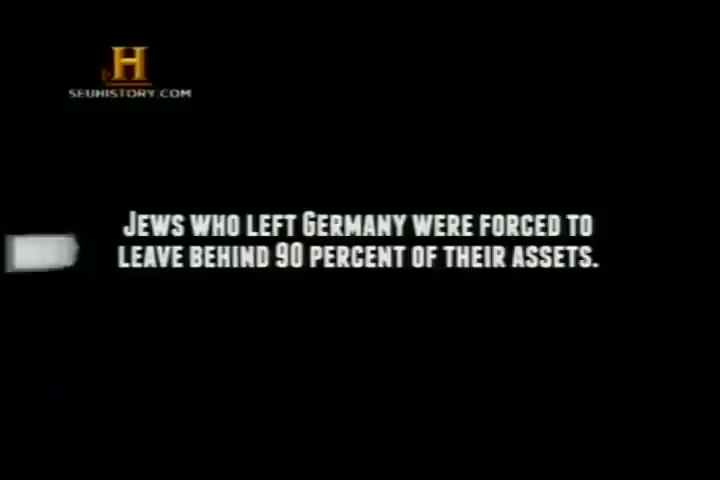 H
SEUHISTORY.COM
JEWS WHO LEFT GERMANY WERE FORCED TO
LEAVE BEHIND 90 PERCENT OF THEIR ASSETS.